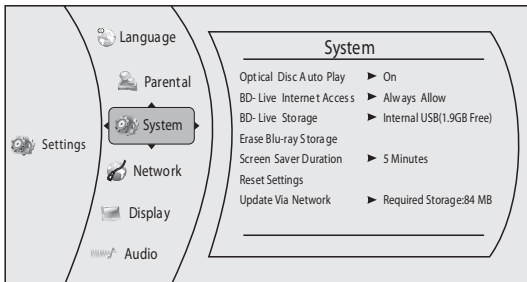 Settings
Language
Parental
System
Network
Display
Audio
System
Optical Disc Auto Play ► On
BD- Live Internet Access ► Always Allow
BD- Live Storage ► Internal USB(1.9GB Free)
Erase Blu-ray Storage
Screen Saver Duration ► 5 Minutes
Reset Settings
Update Via Network ► Required Storage:84 MB